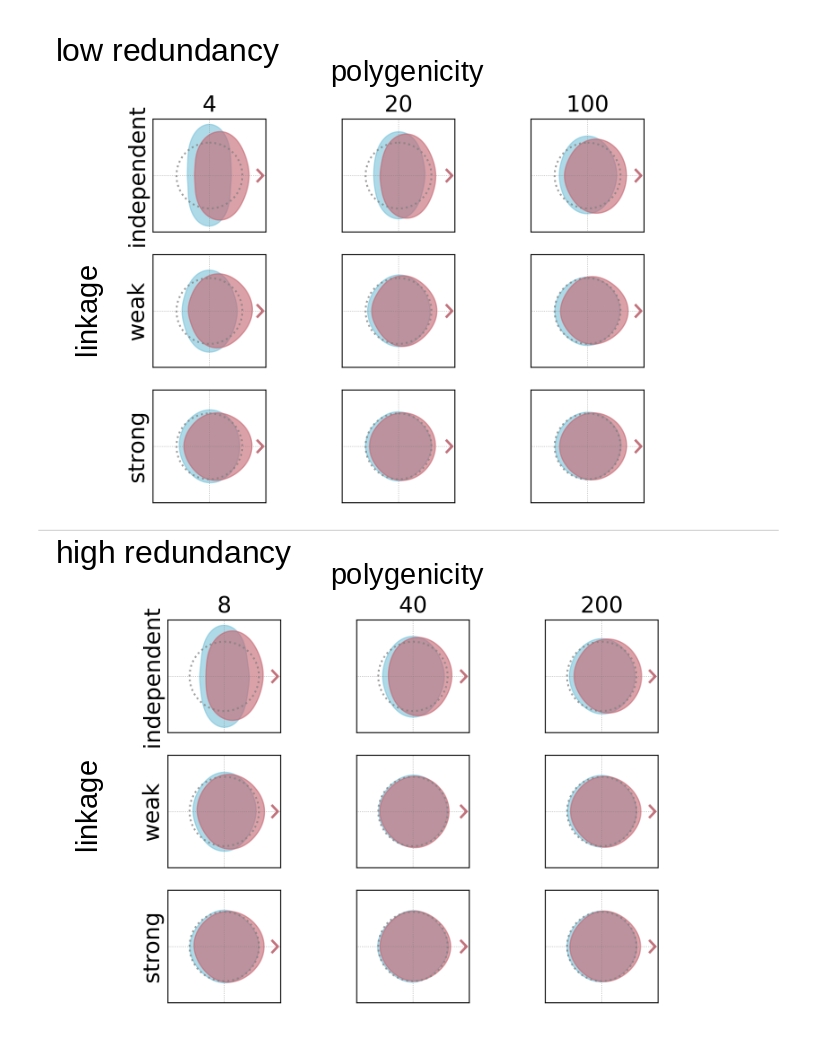 low redundancy
polygenicity
4 20 100
independent
weak
strong
linkage
high redundancy
polygenicity
8 40 200
independent
weak
strong
linkage